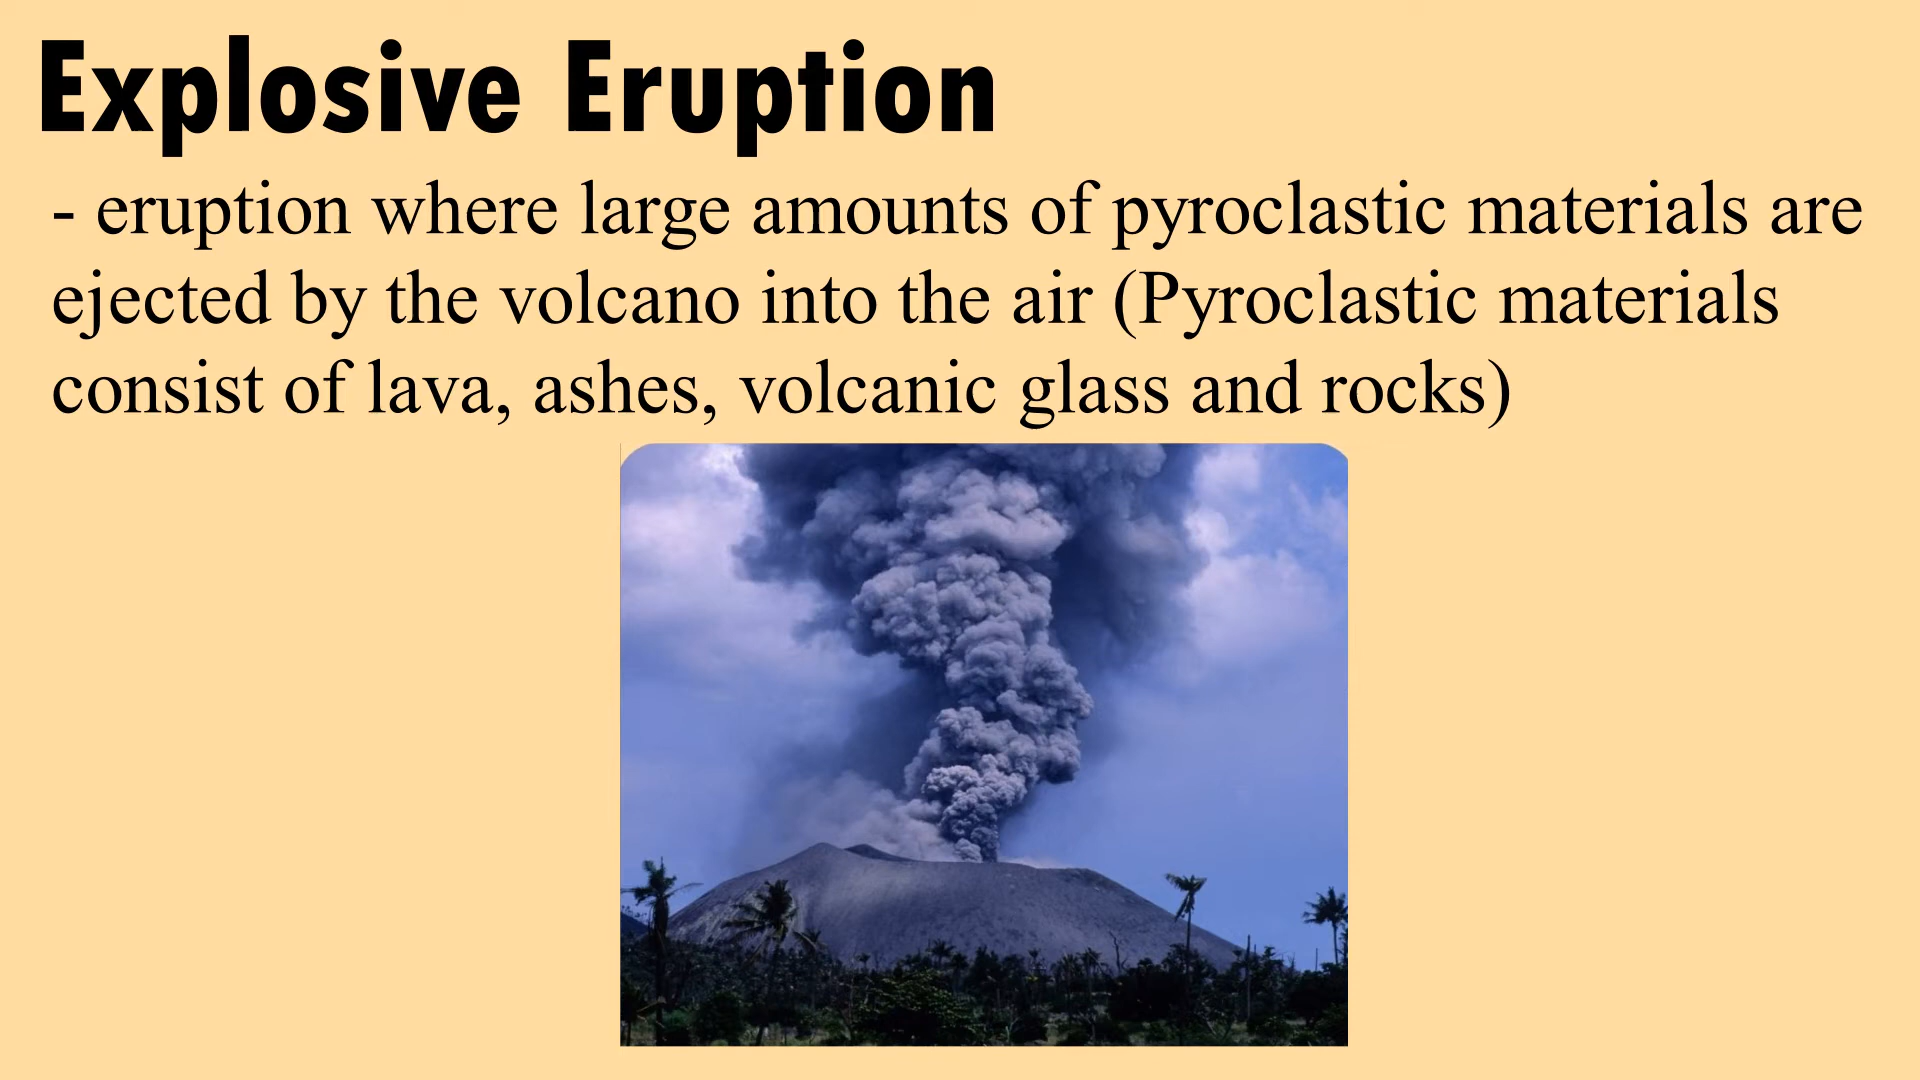 Explosive Eruption
- eruption where large amounts of pyroclastic materials are
ejected by the volcano into the air (Pyroclastic materials
consist of lava, ashes, volcanic glass and rocks)